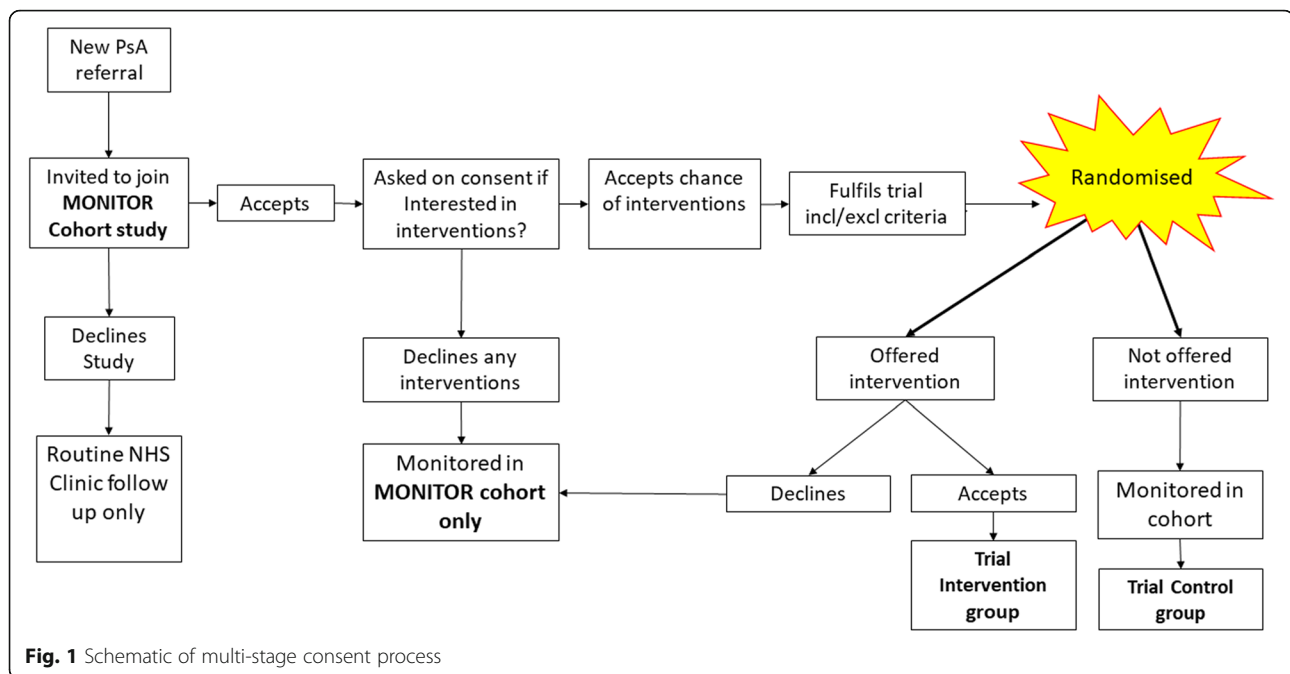 New PsA
referral
Invited to join
MONITOR
Cohort study
Accepts
Asked on consent if
Interested in
interventions?
Accepts chance
of interventions
Fulfils trial
incl/excl criteria
Randomised
Declines
Study
Declines any
interventions
Offered
intervention
Not offered
intervention
Routine NHS
Clinic follow
up only
Monitored in
MONITOR cohort
only
Declines
Accepts
Monitored in
cohort
Trial
Intervention
group
Trial Control
group
Fig. 1 Schematic of multi-stage consent process